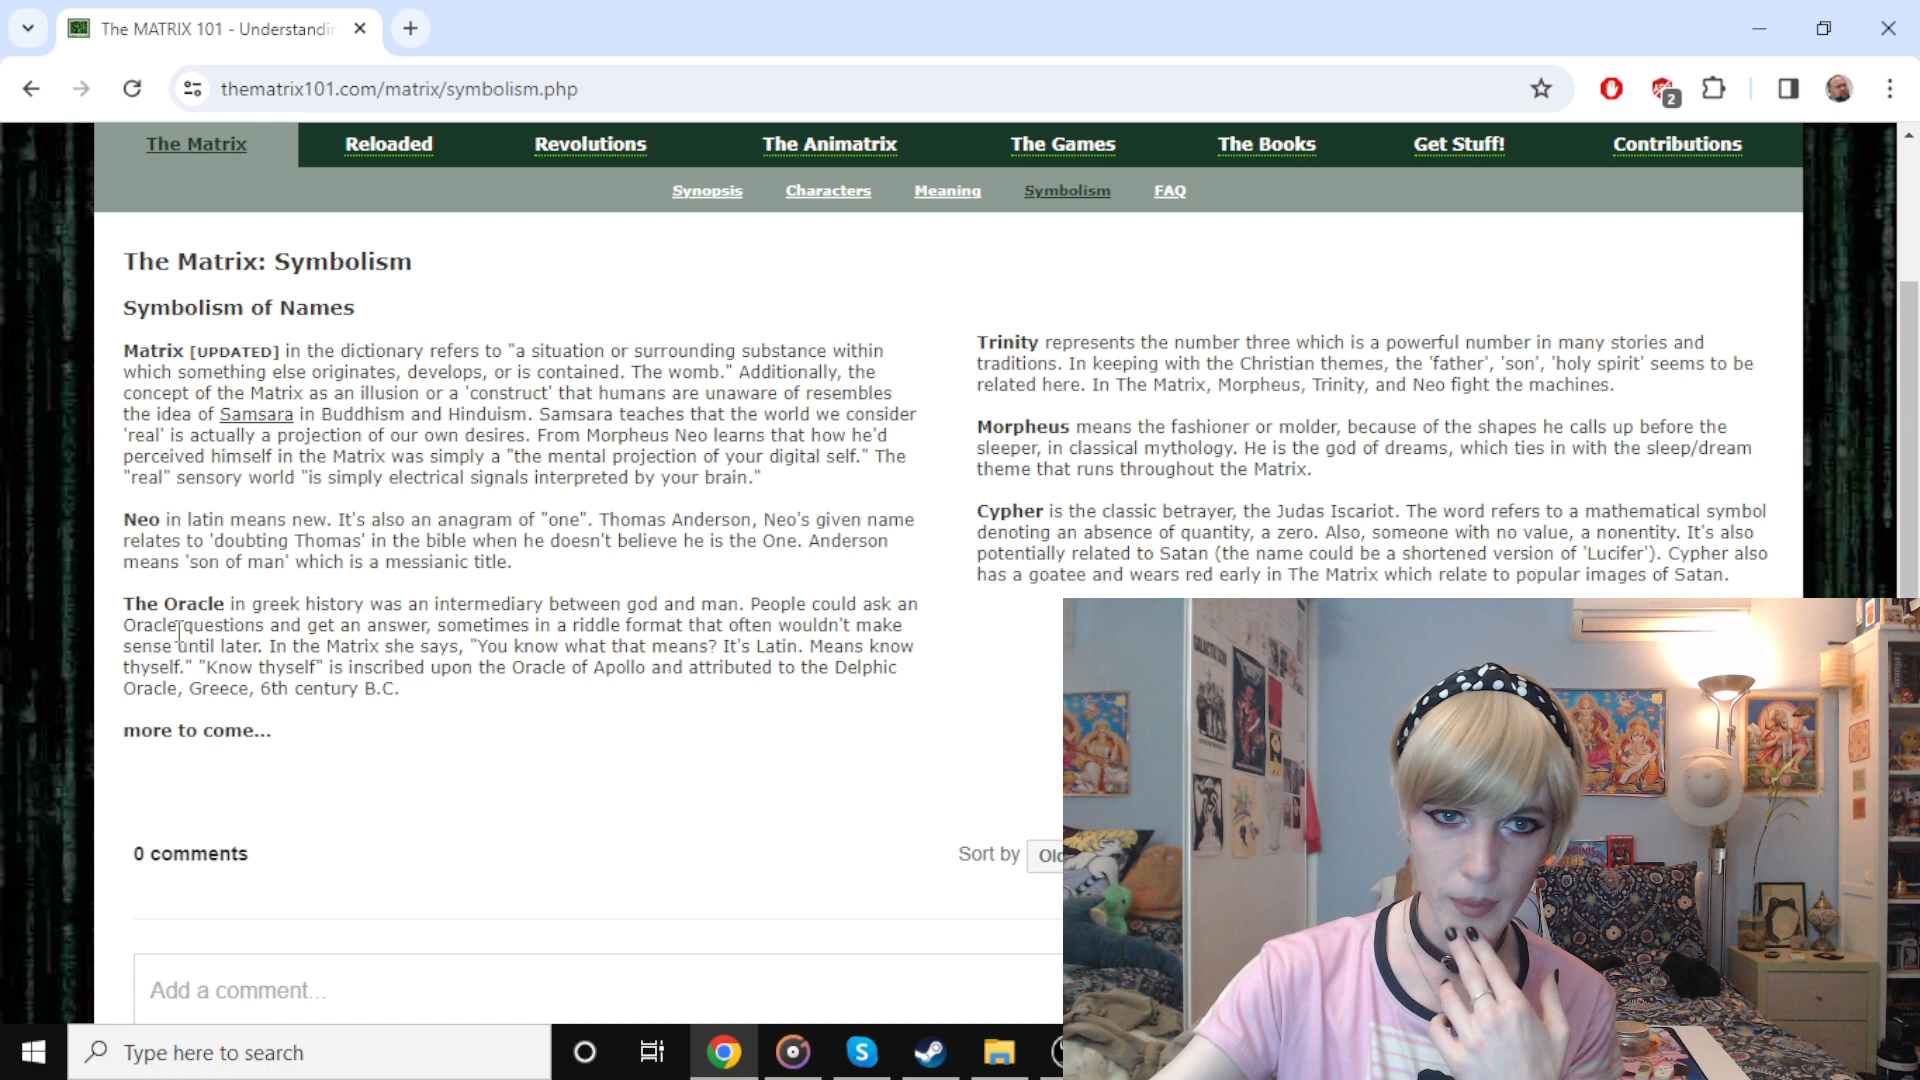 The MATRIX 101 - Understandin
thematrix101.com/matrix/symbolism.php
2
The Matrix
Reloaded
Revolutions
The Animatrix
The Games
The Books
Get Stuff!
Contributions
Synopsis
Characters
Meaning
Symbolism
FAQ
The Matrix: Symbolism
Symbolism of Names
Matrix [UPDATED] in the dictionary refers to "a situation or surrounding substance within
which something else originates, develops, or is contained. The womb." Additionally, the
concept of the Matrix as an illusion or a 'construct' that humans are unaware of resembles
the idea of Samsara in Buddhism and Hinduism. Samsara teaches that the world we consider
'real' is actually a projection of our own desires. From Morpheus Neo learns that how he'd
perceived himself in the Matrix was simply a "the mental projection of your digital self." The
"real" sensory world "is simply electrical signals interpreted by your brain."
Neo in latin means new. It's also an anagram of "one". Thomas Anderson, Neo's given name
relates to 'doubting Thomas' in the bible when he doesn't believe he is the One. Anderson
means 'son of man' which is a messianic title.
The Oracle in greek history was an intermediary between god and man. People could ask an
Oracle questions and get an answer, sometimes in a riddle format that often wouldn't make
sense until later. In the Matrix she says, "You know what that means? It's Latin. Means know
thyself." "Know thyself" is inscribed upon the Oracle of Apollo and attributed to the Delphic
Oracle, Greece, 6th century B.C.
more to come...
Trinity represents the number three which is a powerful number in many stories and
traditions. In keeping with the Christian themes, the 'father', 'son', 'holy spirit' seems to be
related here. In The Matrix, Morpheus, Trinity, and Neo fight the machines.
Morpheus means the fashioner or molder, because of the shapes he calls up before the
sleeper, in classical mythology. He is the god of dreams, which ties in with the sleep/dream
theme that runs throughout the Matrix.
Cypher is the classic betrayer, the Judas Iscariot. The word refers to a mathematical symbol
denoting an absence of quantity, a zero. Also, someone with no value, a nonentity. It's also
potentially related to Satan (the name could be a shortened version of 'Lucifer'). Cypher also
has a goatee and wears red early in The Matrix which relate to popular images of Satan.
0 comments
Sort by
Add a comment...
Type here to search